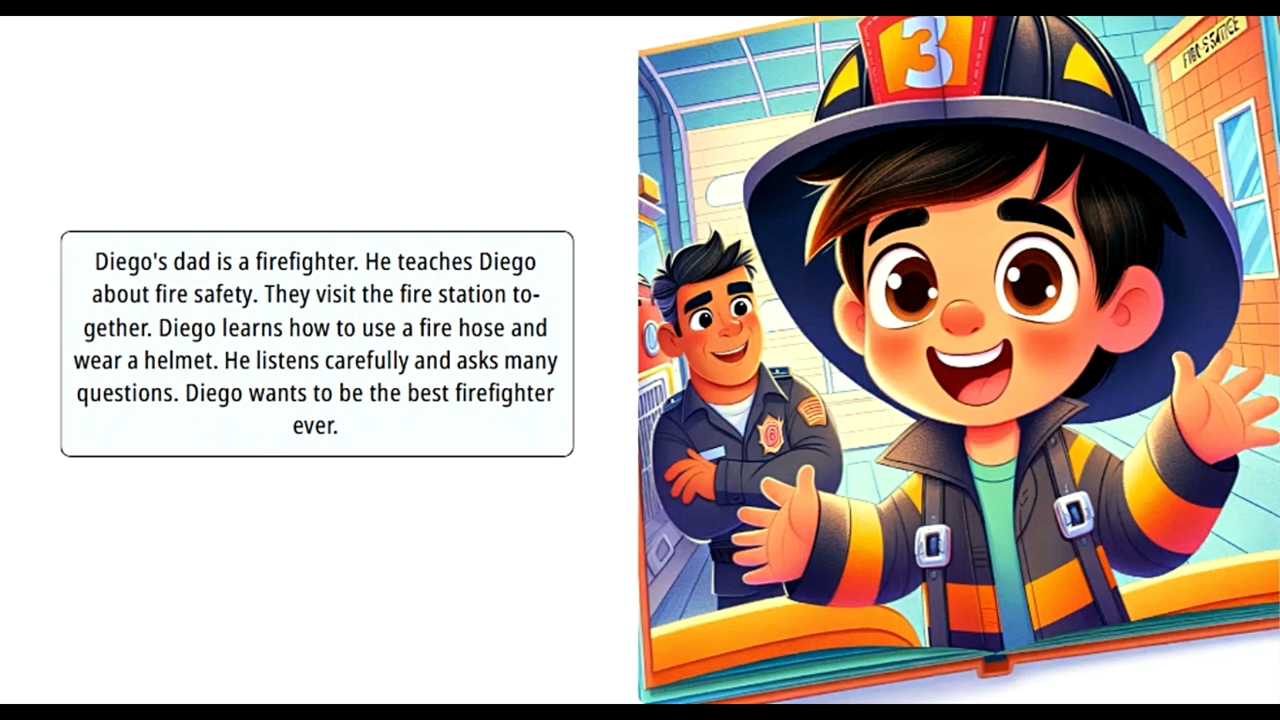 Diego's dad is a firefighter. He teaches Diego
about fire safety. They visit the fire station to-
gether. Diego learns how to use a fire hose and
wear a helmet. He listens carefully and asks many
questions. Diego wants to be the best firefighter
ever.
3